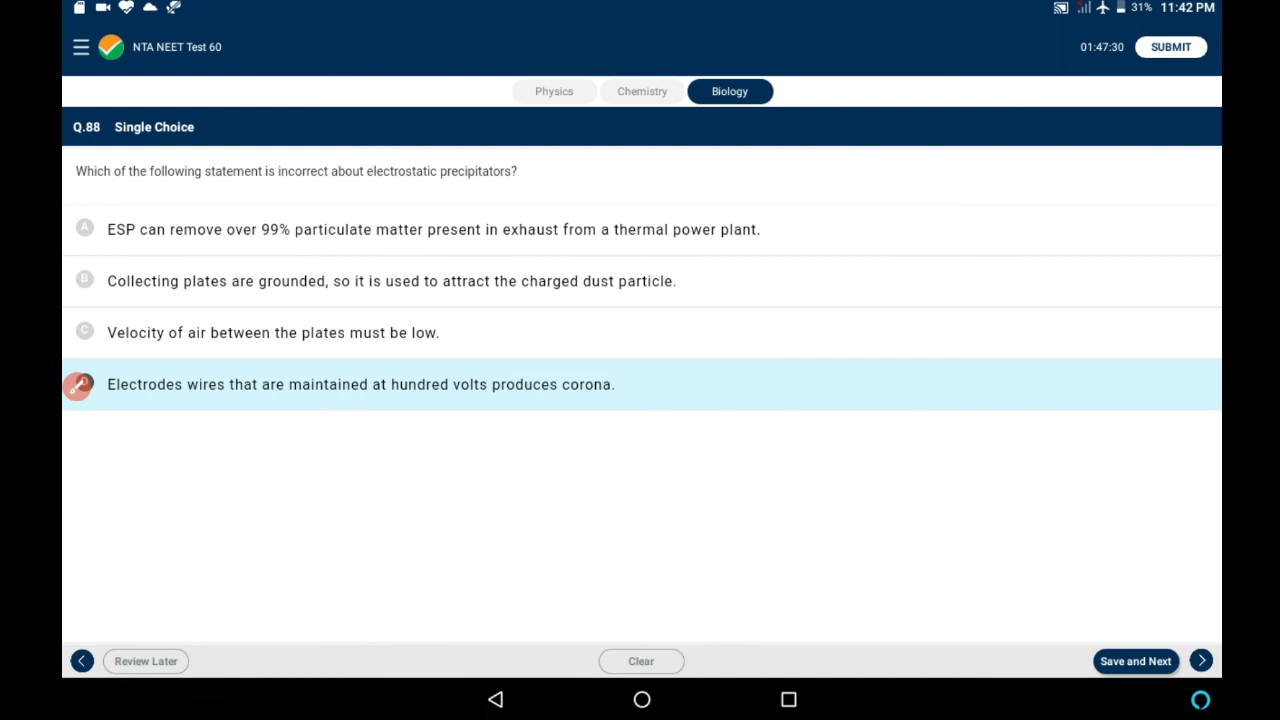 31% 11:42 PM
NTA NEET Test 60
01:47:30 SUBMIT
Physics Chemistry Biology
Q.88 Single Choice
Which of the following statement is incorrect about electrostatic precipitators?
A ESP can remove over 99% particulate matter present in exhaust from a thermal power plant.
B Collecting plates are grounded, so it is used to attract the charged dust particle.
C Velocity of air between the plates must be low.
Electrodes wires that are maintained at hundred volts produces corona.
Review Later Clear Save and Next